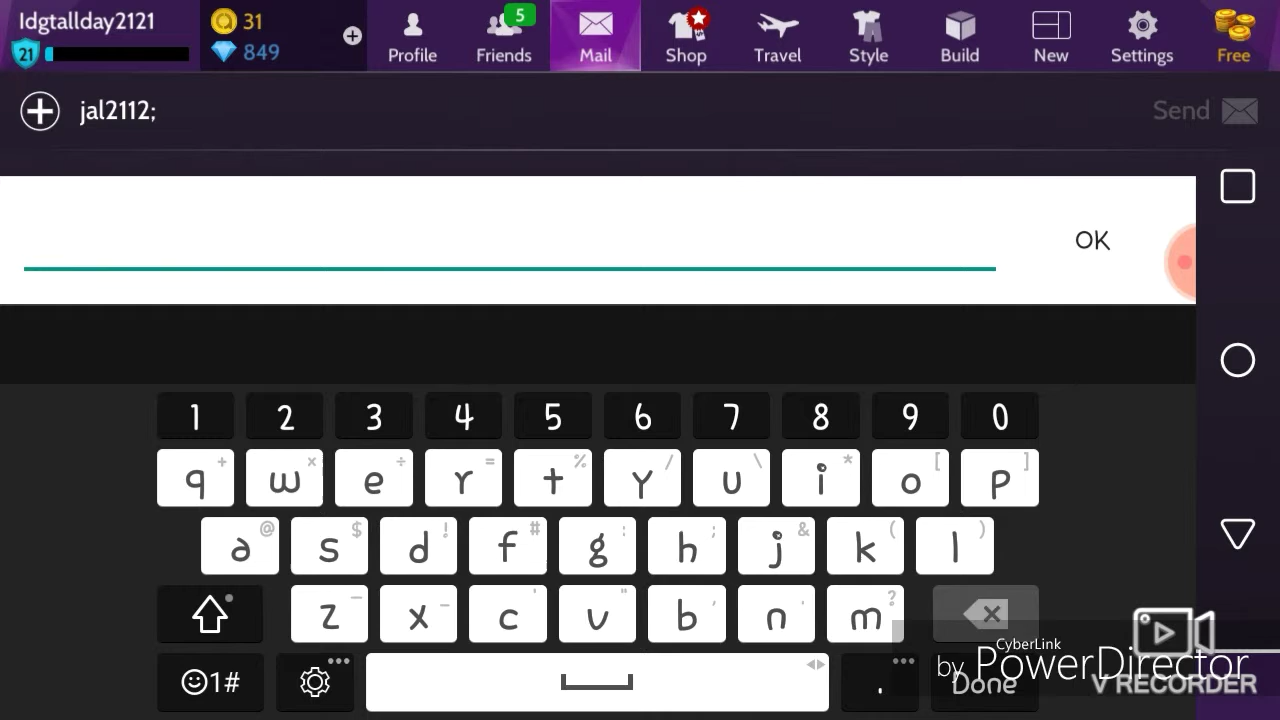 Idgtallday2121
21
31
849
Profile
5
Friends
Mail
Shop
Travel
Style
Build
New
Settings
Free
jal2112;
Send
OK
1 2 3 4 5 6 7 8 9 0
q + w × e ÷ r = t % y / u \ i * o [ p ]
a @ s $ d ! f # g : h ; j & k ( l )
z – x - c ' v " b , n . m ?
☺1# ... .
Done
CyberLink
by PowerDirector
V RECORDER